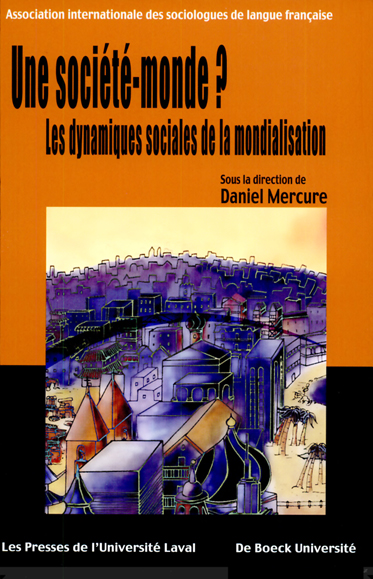 Association internationale des sociologues de langue française
Une société-monde ?
Les dynamiques sociales de la mondialisation
Sous la direction de
Daniel Mercure
Les Presses de l'Université Laval
De Boeck Université